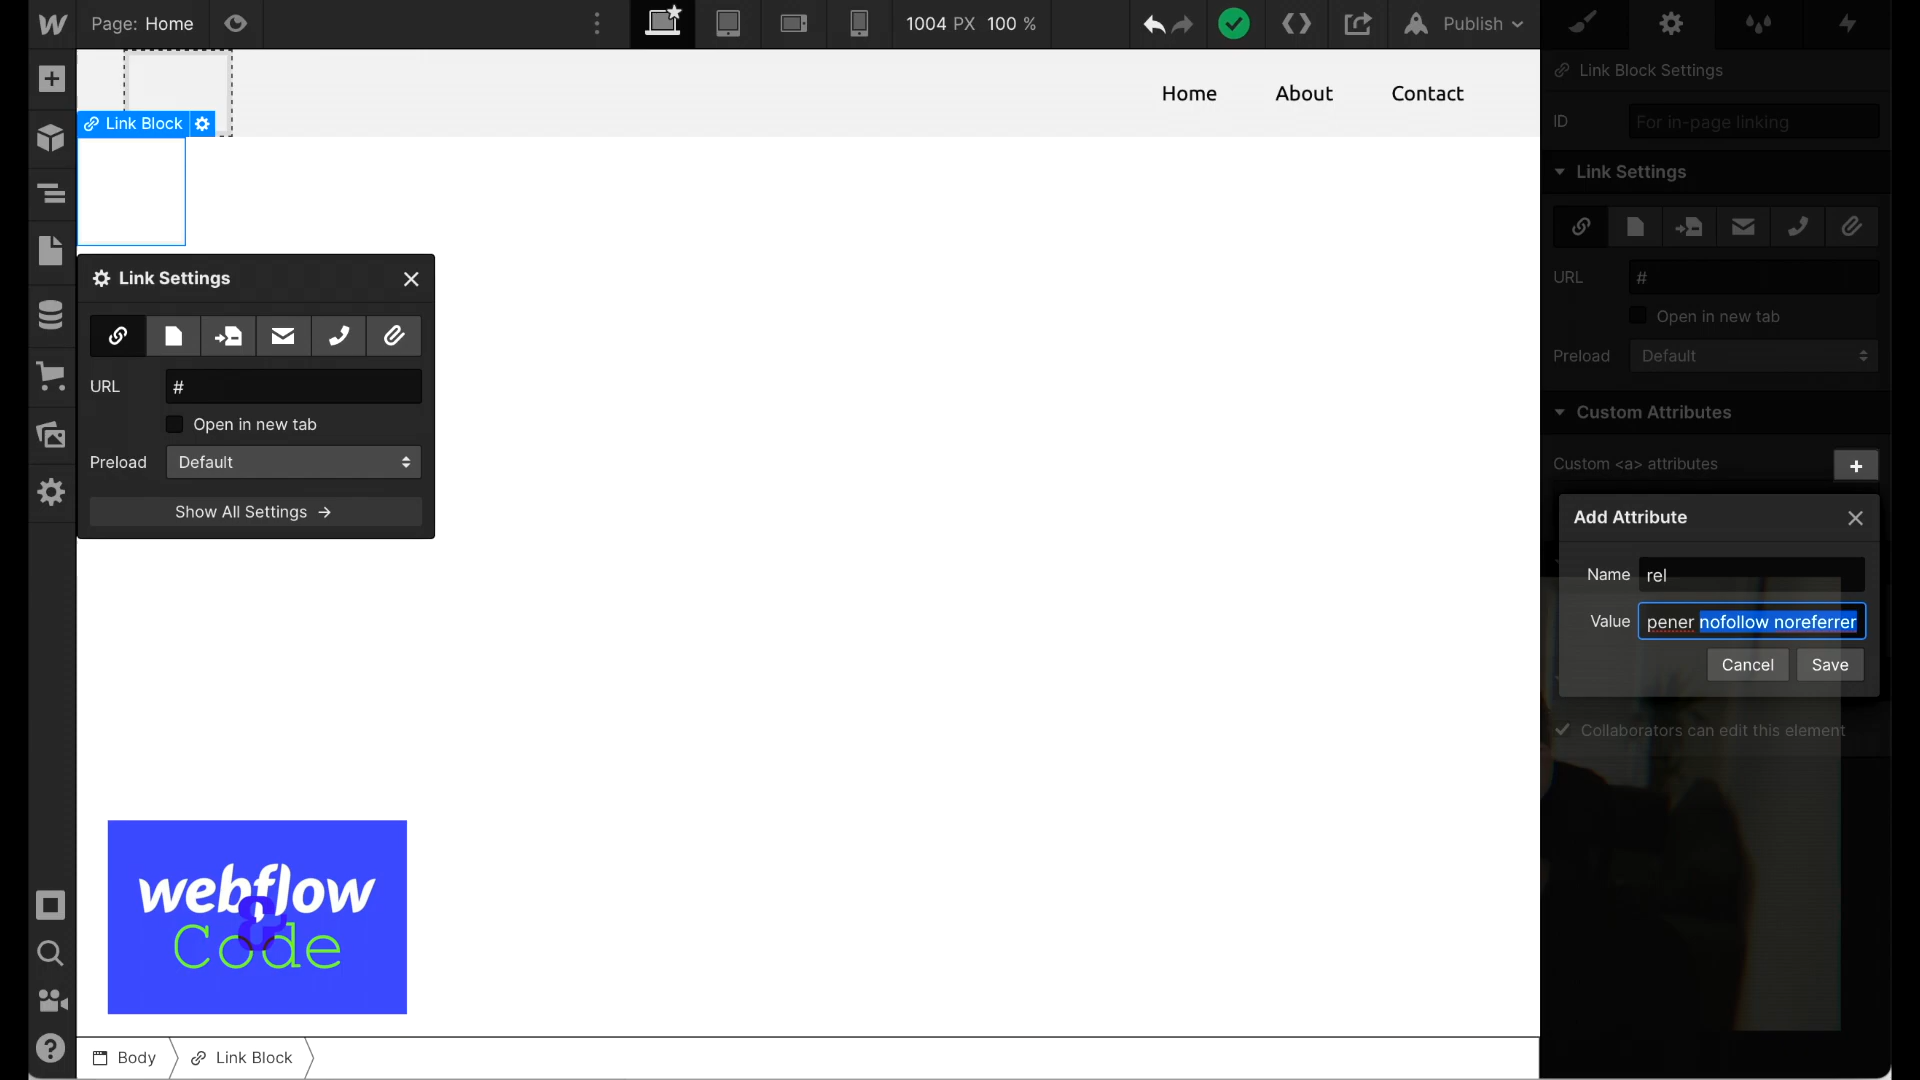 Page: Home
1004 PX 100 %
Publish
Home About Contact
Link Block
Link Settings
URL #
Open in new tab
Preload Default
Show All Settings →
webflow
&
Code
Body Link Block
Link Block Settings
ID For in-page linking
Link Settings
URL #
Open in new tab
Preload Default
Custom Attributes
Custom <a> attributes +
Add Attribute
Name rel
Value pener nofollow noreferrer
Cancel Save
Collaborators can edit this element